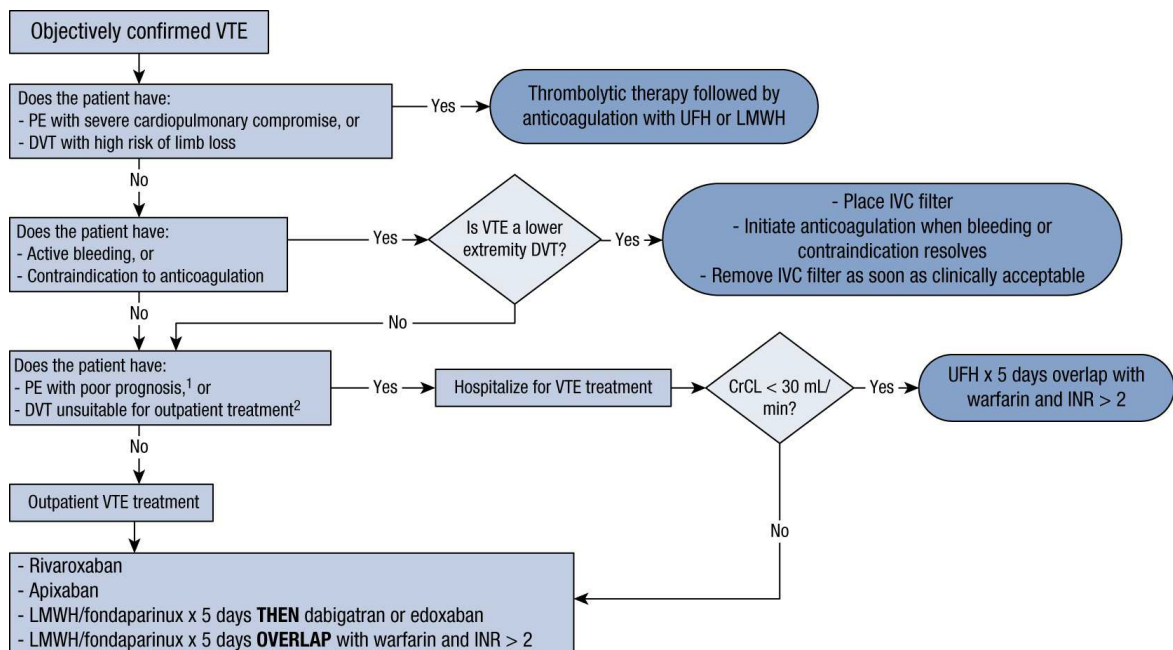 Objectively confirmed VTE
Does the patient have:
- PE with severe cardiopulmonary compromise, or
- DVT with high risk of limb loss
Yes
Thrombolytic therapy followed by
anticoagulation with UFH or LMWH
No
Does the patient have:
- Active bleeding, or
- Contraindication to anticoagulation
Yes
Is VTE a lower
extremity DVT?
Yes
- Place IVC filter
- Initiate anticoagulation when bleeding or
contraindication resolves
- Remove IVC filter as soon as clinically acceptable
No
No
Does the patient have:
- PE with poor prognosis,1 or
- DVT unsuitable for outpatient treatment2
Yes
Hospitalize for VTE treatment
CrCL < 30 mL/
min?
Yes
UFH x 5 days overlap with
warfarin and INR > 2
No
Outpatient VTE treatment
No
- Rivaroxaban
- Apixaban
- LMWH/fondaparinux x 5 days THEN dabigatran or edoxaban
- LMWH/fondaparinux x 5 days OVERLAP with warfarin and INR > 2